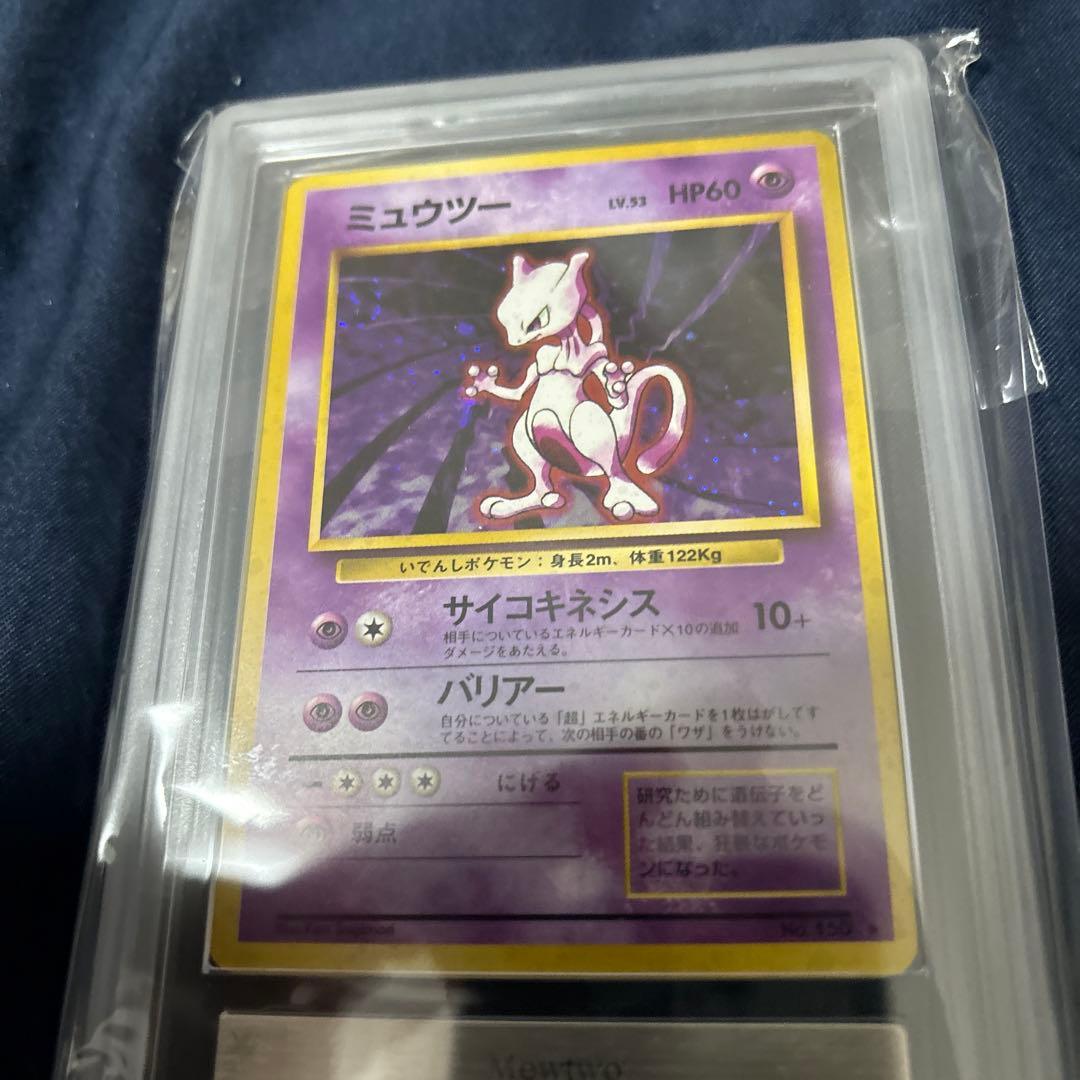 ミュウツー LV.53 HP60
いでんしポケモン：身長2m、体重122Kg
サイコキネシス 10+
相手についているエネルギーカード×10の追加
ダメージをあたえる。
バリアー
自分についている「超」エネルギーカードを1枚はがしてす
てることによって、次の相手の番の「ワザ」をうけない。
にげる
弱点
研究ために遺伝子をど
んどん組み替えていっ
た結果、狂暴なポケモ
ンになった。
No.150
Mewtwo